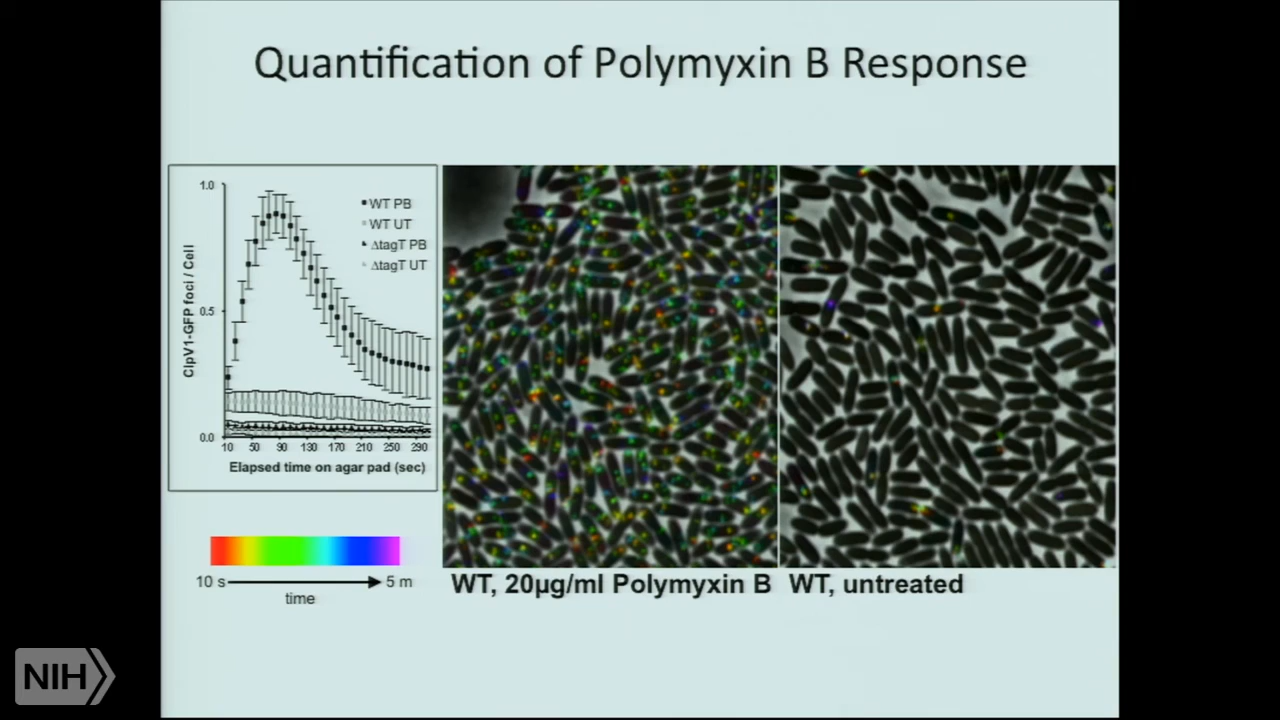 Quantification of Polymyxin B Response
1.0
0.5
0.0
ClpV1-GFP foci / Cell
WT PB
WT UT
ΔtagT PB
ΔtagT UT
10 50 90 130 170 210 250 290
Elapsed time on agar pad (sec)
10 s 5 m
time
WT, 20µg/ml Polymyxin B
WT, untreated
NIH